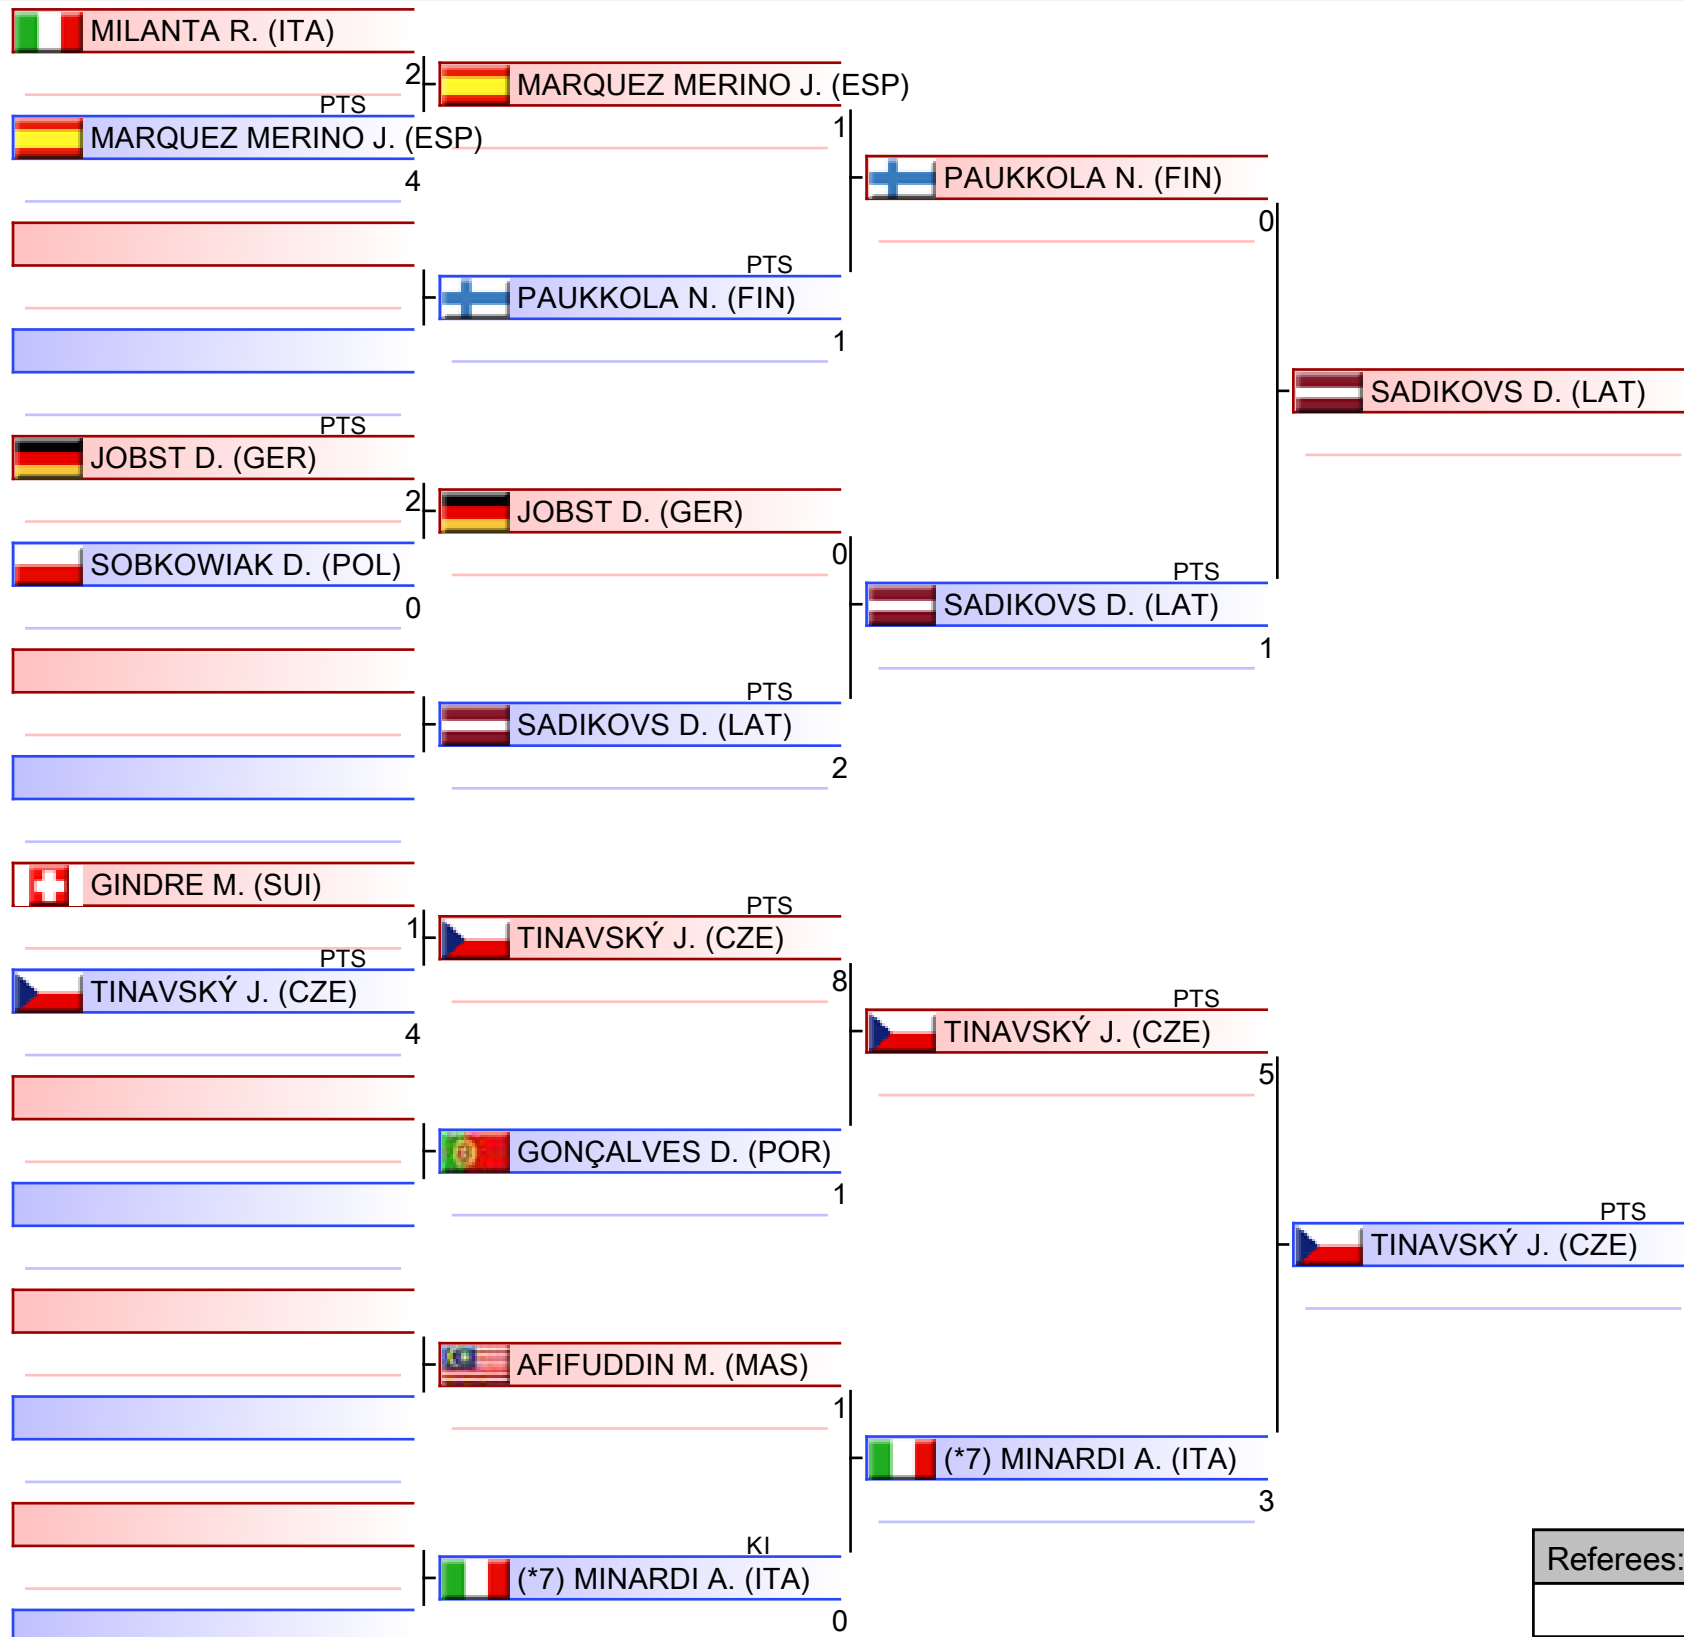 MILANTA R. (ITA)
2
PTS
MARQUEZ MERINO J. (ESP)
4
PTS
JOBST D. (GER)
2
SOBKOWIAK D. (POL)
0
GINDRE M. (SUI)
1
PTS
TINAVSKÝ J. (CZE)
4
MARQUEZ MERINO J. (ESP)
1
PTS
PAUKKOLA N. (FIN)
1
JOBST D. (GER)
0
PTS
SADIKOVS D. (LAT)
2
PTS
TINAVSKÝ J. (CZE)
8
GONÇALVES D. (POR)
1
AFIFUDDIN M. (MAS)
1
KI
(*7) MINARDI A. (ITA)
0
PAUKKOLA N. (FIN)
0
PTS
SADIKOVS D. (LAT)
1
PTS
TINAVSKÝ J. (CZE)
5
(*7) MINARDI A. (ITA)
3
SADIKOVS D. (LAT)
PTS
TINAVSKÝ J. (CZE)
Referees: